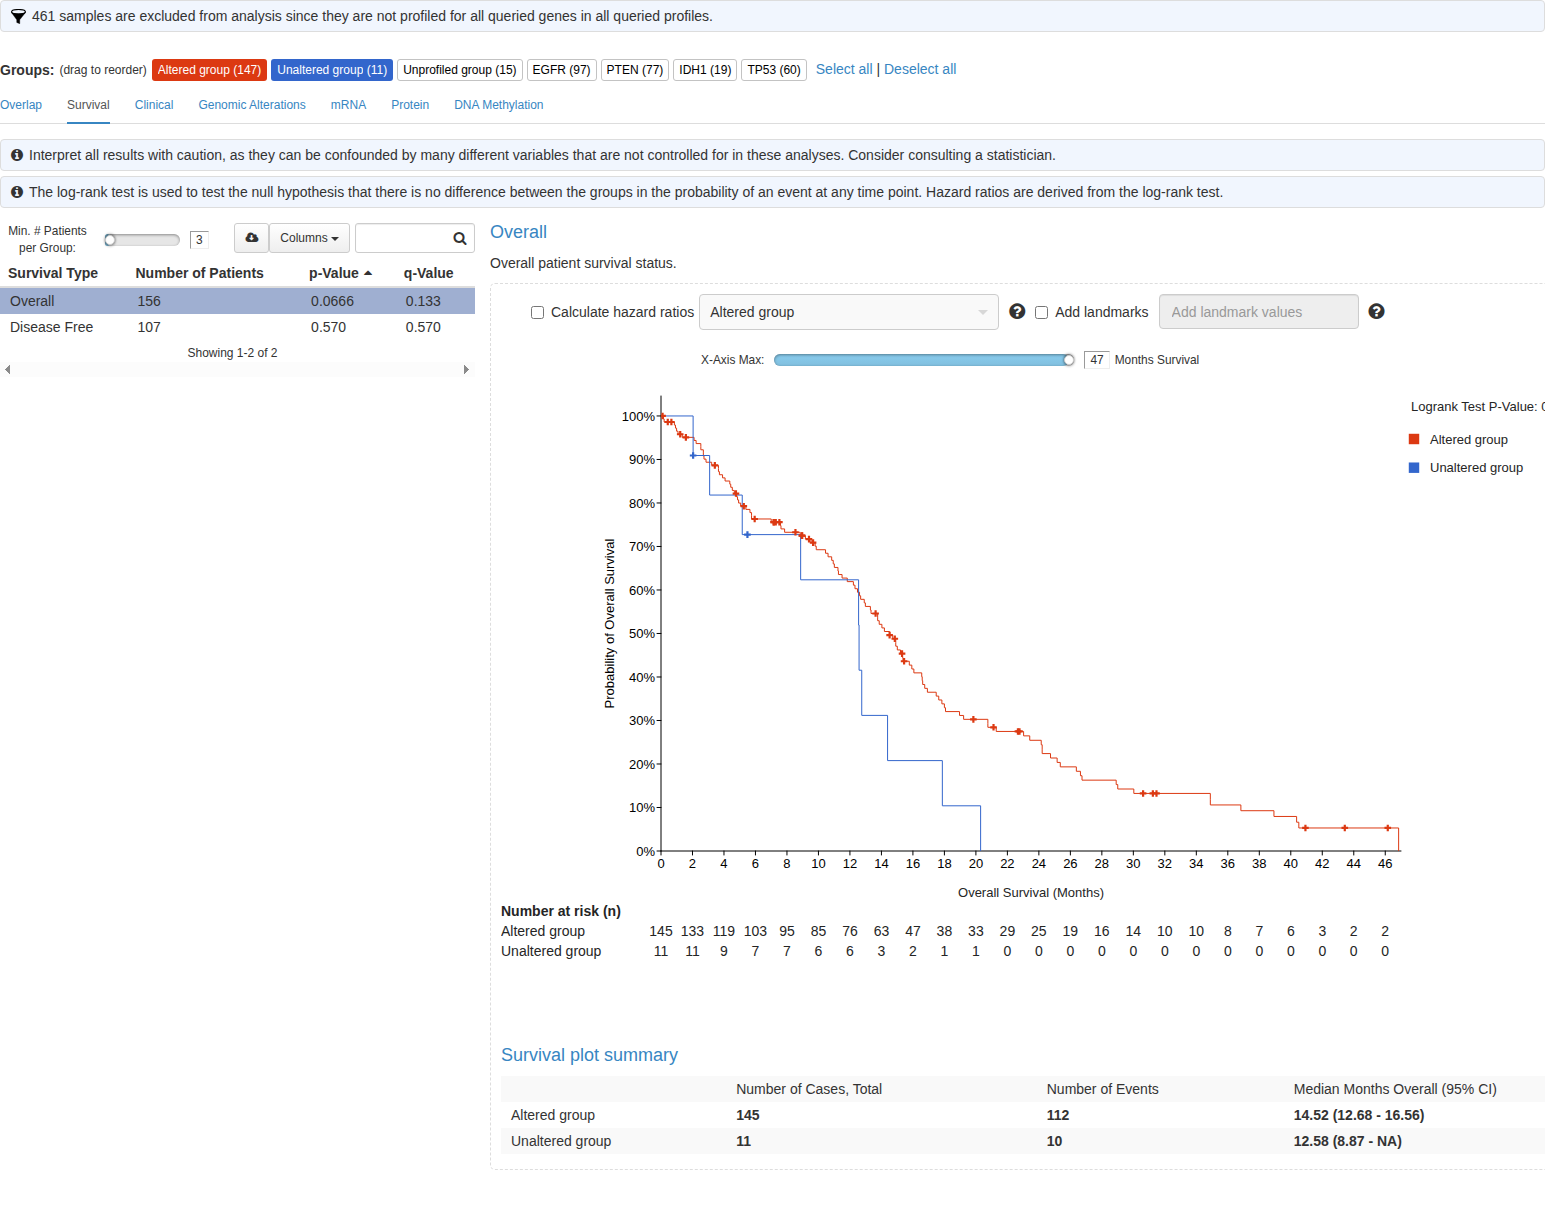 461 samples are excluded from analysis since they are not profiled for all queried genes in all queried profiles.
Groups: (drag to reorder) Altered group (147) Unaltered group (11) Unprofiled group (15) EGFR (97) PTEN (77) IDH1 (19) TP53 (60) Select all | Deselect all
Overlap Survival Clinical Genomic Alterations mRNA Protein DNA Methylation
Interpret all results with caution, as they can be confounded by many different variables that are not controlled for in these analyses. Consider consulting a statistician.
The log-rank test is used to test the null hypothesis that there is no difference between the groups in the probability of an event at any time point. Hazard ratios are derived from the log-rank test.
Min. # Patients
per Group:
3
Columns
Survival Type Number of Patients p-Value q-Value
Overall 156 0.0666 0.133
Disease Free 107 0.570 0.570
Showing 1-2 of 2
Overall
Overall patient survival status.
Calculate hazard ratios Altered group Add landmarks Add landmark values
X-Axis Max: 47 Months Survival
Logrank Test P-Value: 0
Altered group
Unaltered group
Probability of Overall Survival
100%
90%
80%
70%
60%
50%
40%
30%
20%
10%
0%
0 2 4 6 8 10 12 14 16 18 20 22 24 26 28 30 32 34 36 38 40 42 44 46
Overall Survival (Months)
Number at risk (n)
Altered group 145 133 119 103 95 85 76 63 47 38 33 29 25 19 16 14 10 10 8 7 6 3 2 2
Unaltered group 11 11 9 7 7 6 6 3 2 1 1 0 0 0 0 0 0 0 0 0 0 0 0 0
Survival plot summary
Number of Cases, Total Number of Events Median Months Overall (95% CI)
Altered group 145 112 14.52 (12.68 - 16.56)
Unaltered group 11 10 12.58 (8.87 - NA)